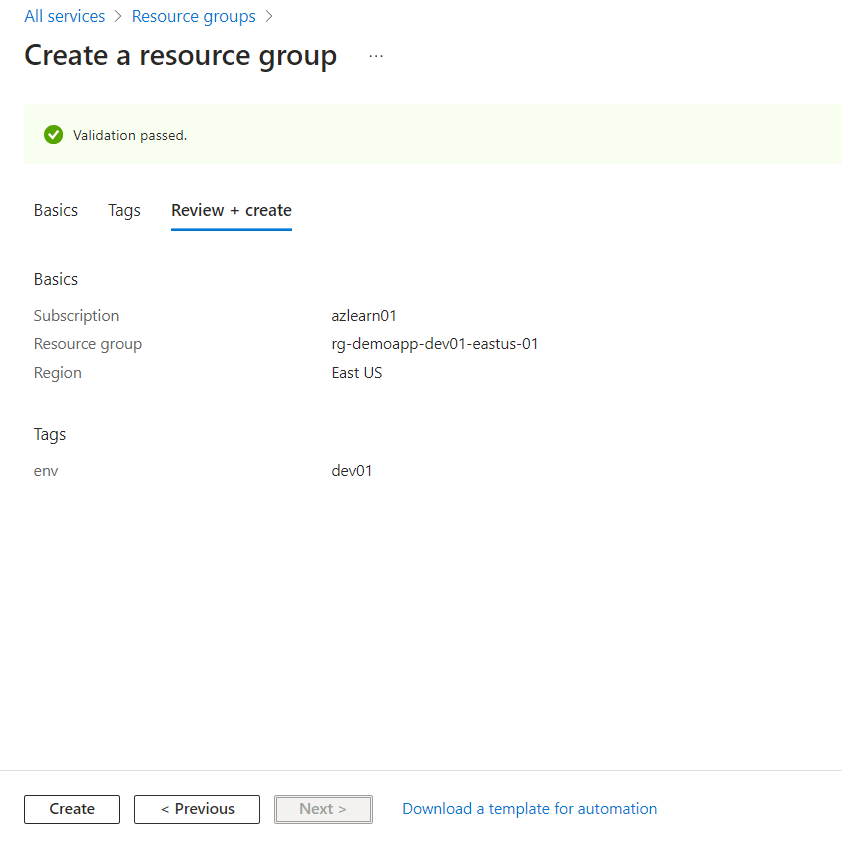 All services > Resource groups >
Create a resource group ...
Validation passed.
Basics Tags Review + create
Basics
Subscription azlearn01
Resource group rg-demoapp-dev01-eastus-01
Region East US
Tags
env dev01
Create < Previous Next > Download a template for automation